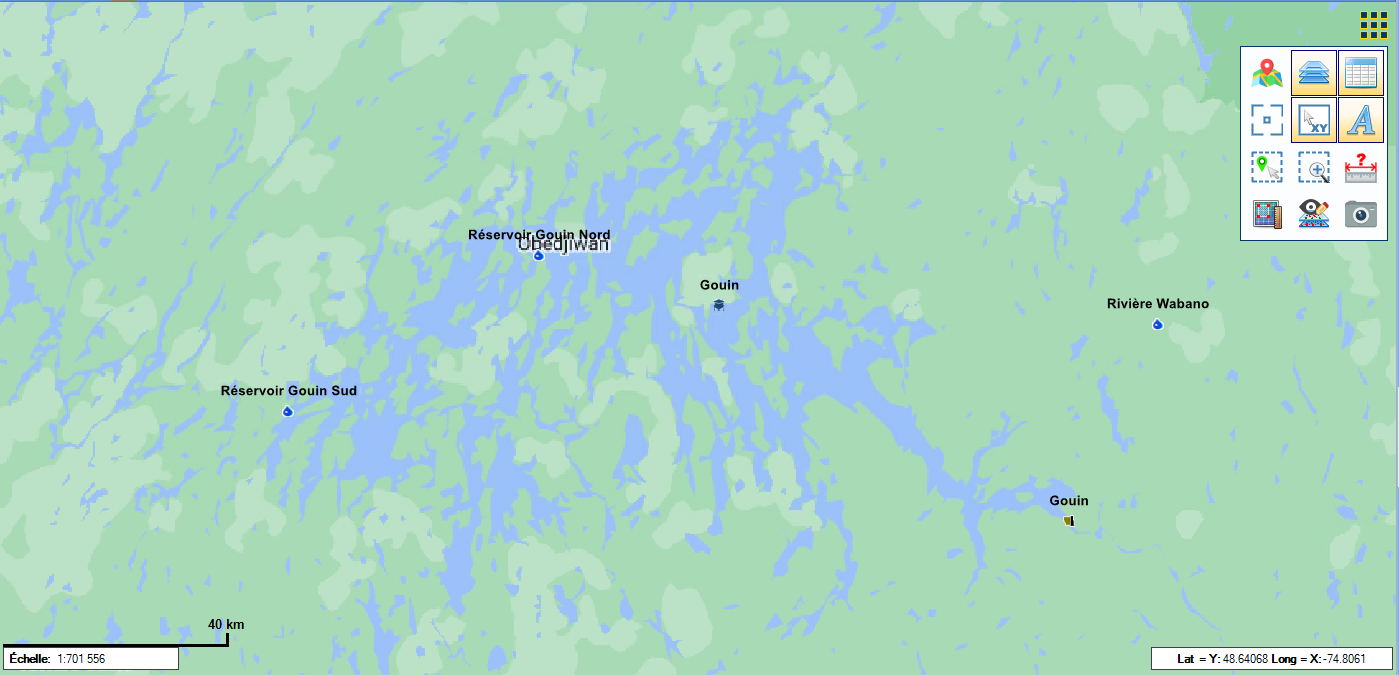 Réservoir Gouin Nord
Obedjiwan
Gouin
Rivière Wabano
Réservoir Gouin Sud
Gouin
40 km
Échelle: 1:701 556
Lat = Y: 48.64068 Long = X: -74.8061
XY
A
?